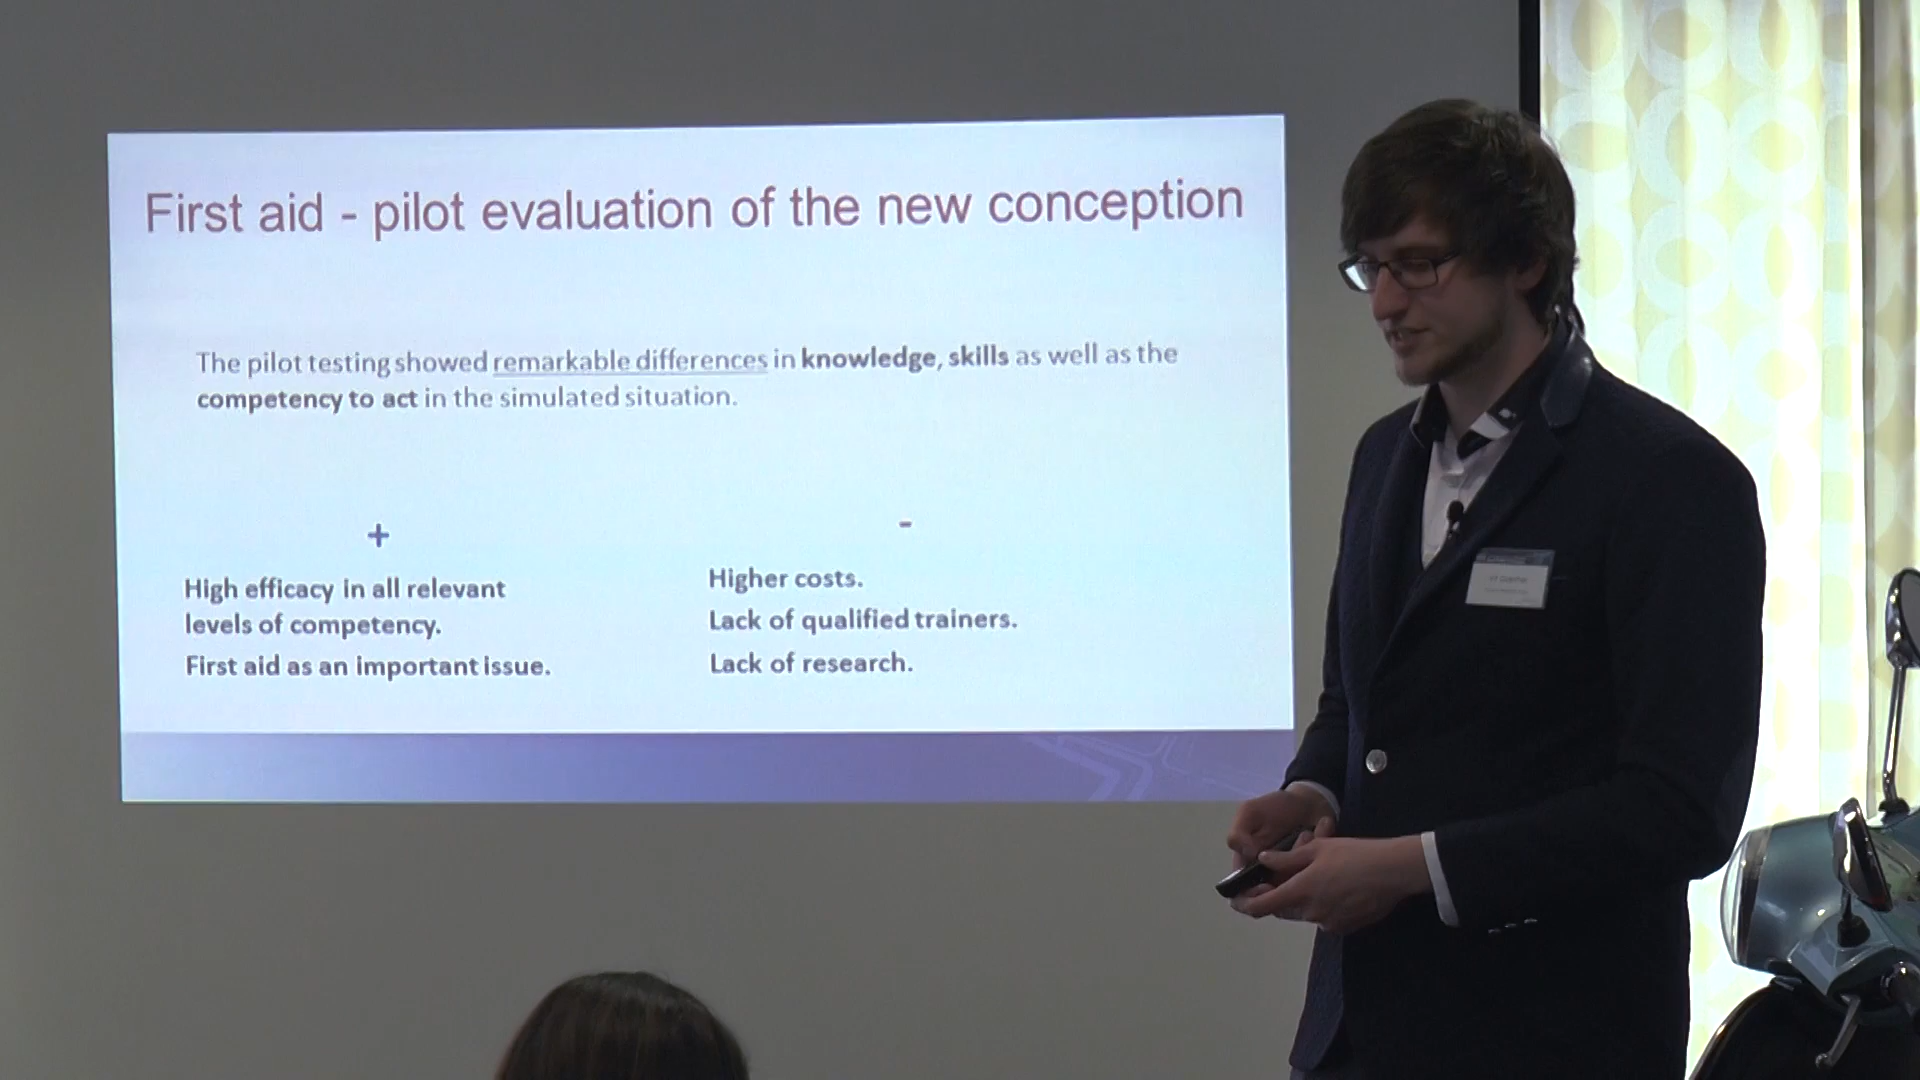 First aid - pilot evaluation of the new conception
The pilot testing showed remarkable differences in knowledge, skills as well as the
competency to act in the simulated situation.
+
-
High efficacy in all relevant
levels of competency.
First aid as an important issue.
Higher costs.
Lack of qualified trainers.
Lack of research.